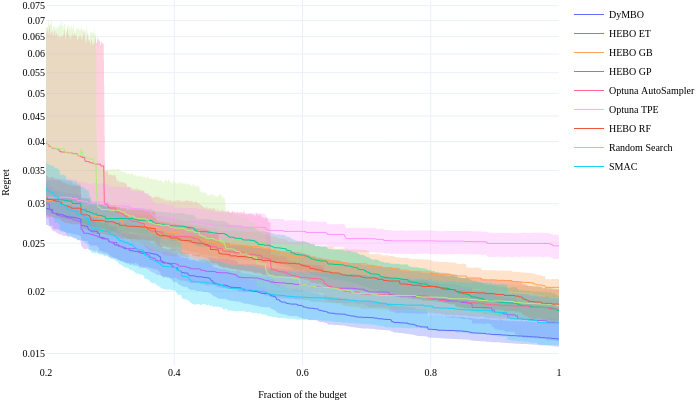 0.075
0.07
0.065
0.06
0.055
0.05
0.045
0.04
0.035
0.03
0.025
0.02
0.015
Regret
0.2
0.4
0.6
0.8
1
Fraction of the budget
DyMBO
HEBO ET
HEBO GB
HEBO GP
Optuna AutoSampler
Optuna TPE
HEBO RF
Random Search
SMAC